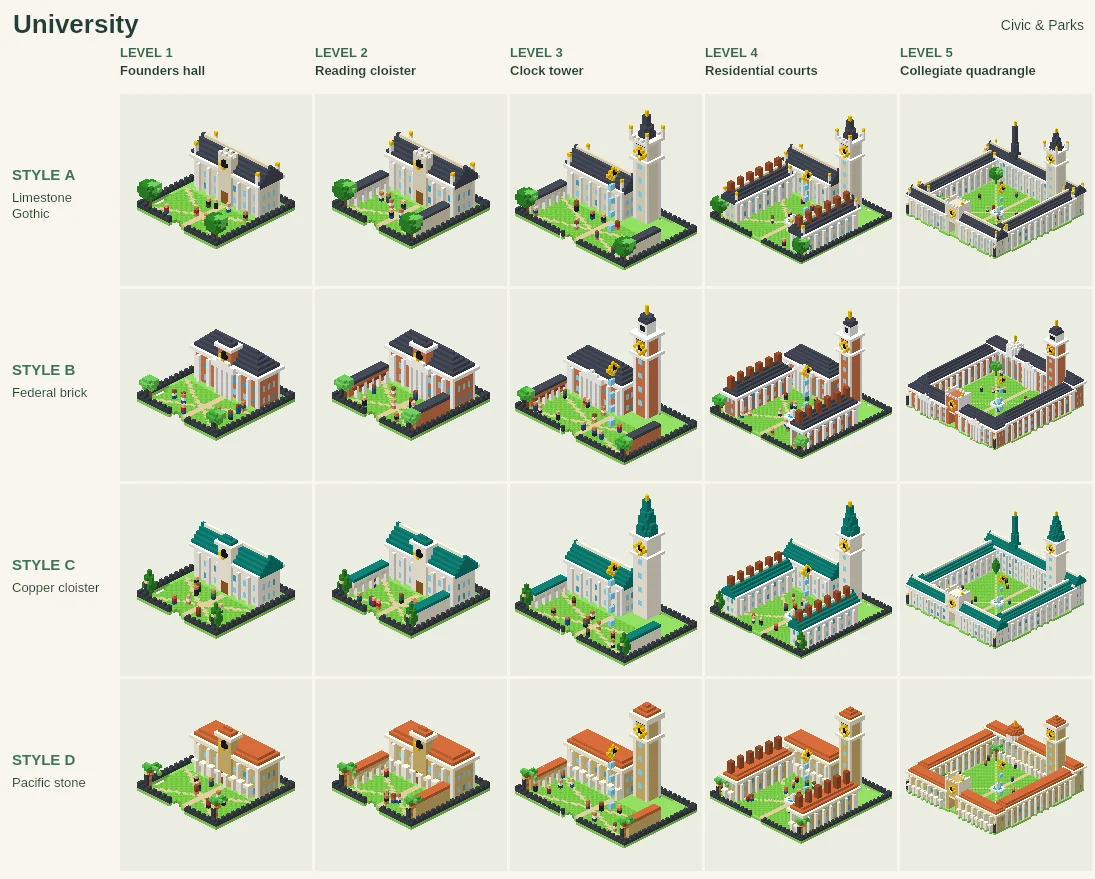 University
Civic & Parks
LEVEL 1
Founders hall
LEVEL 2
Reading cloister
LEVEL 3
Clock tower
LEVEL 4
Residential courts
LEVEL 5
Collegiate quadrangle
STYLE A
Limestone
Gothic
STYLE B
Federal brick
STYLE C
Copper cloister
STYLE D
Pacific stone